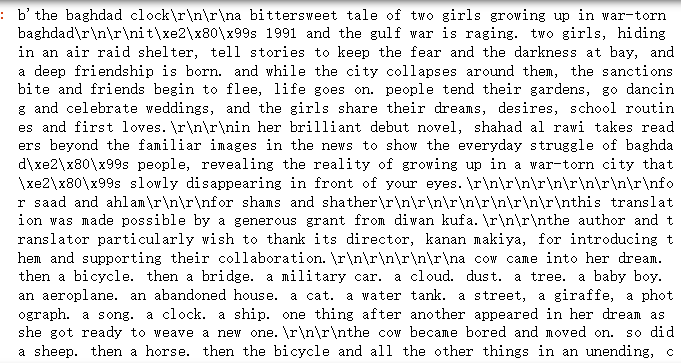 : b'the baghdad clock\r\n\r\na bittersweet tale of two girls growing up in war-torn
baghdad\r\n\r\nit\xe2\x80\x99s 1991 and the gulf war is raging. two girls, hiding
in an air raid shelter, tell stories to keep the fear and the darkness at bay, and
a deep friendship is born. and while the city collapses around them, the sanctions
bite and friends begin to flee, life goes on. people tend their gardens, go dancin
g and celebrate weddings, and the girls share their dreams, desires, school routin
es and first loves.\r\n\r\nin her brilliant debut novel, shahad al rawi takes read
ers beyond the familiar images in the news to show the everyday struggle of baghda
d\xe2\x80\x99s people, revealing the reality of growing up in a war-torn city that
\xe2\x80\x99s slowly disappearing in front of your eyes.\r\n\r\n\r\n\r\n\r\n\r\nfo
r saad and ahlam\r\n\r\nfor shams and shather\r\n\r\n\r\n\r\n\r\n\r\nthis translat
ion was made possible by a generous grant from diwan kufa.\r\n\r\nthe author and t
ranslator particularly wish to thank its director, kanan makiya, for introducing t
hem and supporting their collaboration.\r\n\r\n\r\n\r\na cow came into her dream.
then a bicycle. then a bridge. a military car. a cloud. dust. a tree. a baby boy.
an aeroplane. an abandoned house. a cat. a water tank. a street, a giraffe, a phot
ograph. a song. a clock. a ship. one thing after another appeared in her dream as
she got ready to weave a new one.\r\n\r\nthe cow became bored and moved on. so did
a sheep. then a horse. then the bicycle and all the other things in an unending, c